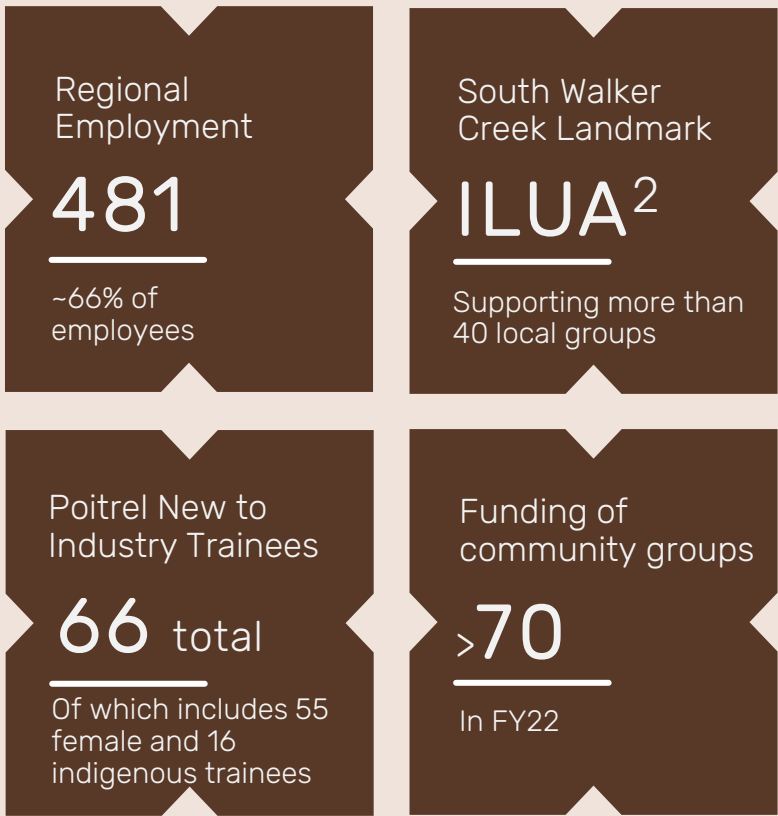 Regional
Employment
481
~66% of
employees
South Walker
Creek Landmark
ILUA²
Supporting more than
40 local groups
Poitrel New to
Industry Trainees
66 total
Of which includes 55
female and 16
indigenous trainees
Funding of
community groups
>70
In FY22